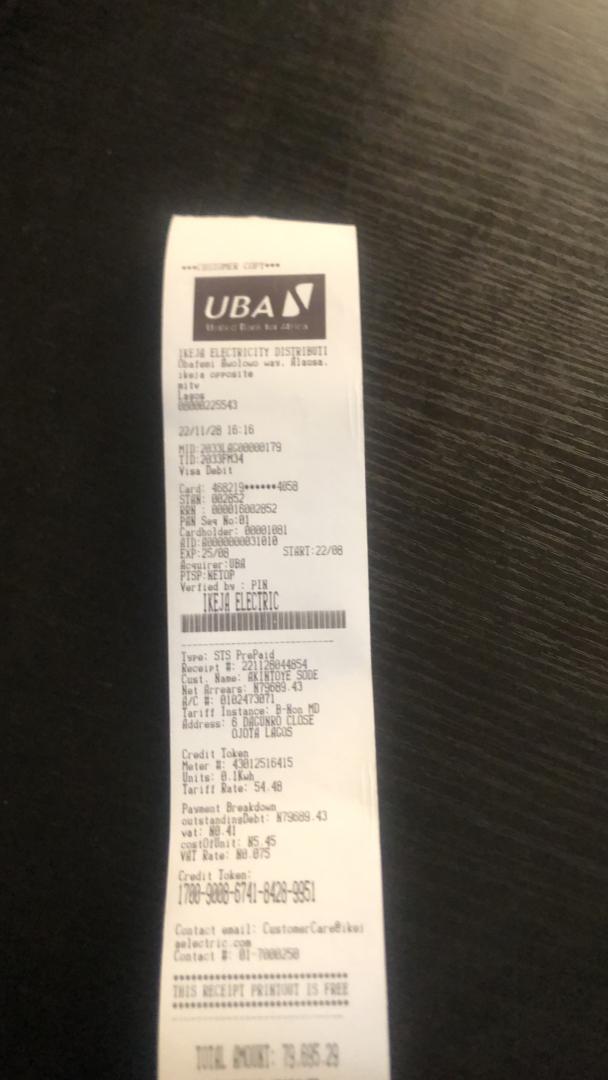 ***CUSTOMER COPY***
UBA
United Bank for Africa
IKEJA ELECTRICITY DISTRIBUTI
Obafemi Awolowo way, Alausa,
ikeja opposite
mitv
Lagos
08000225543
22/11/28 16:16
MID:2033LAG00000179
TID:2033FM34
Visa Debit
Card: 468219******4058
STAN: 002852
RRN : 000016002852
PAN Seq No:01
Cardholder: 00001081
AID:A0000000031010
EXP:25/08 START:22/08
Acquirer:UBA
PTSP:NETOP
Verfied by : PIN
IKEJA ELECTRIC
Type: STS PrePaid
Receipt #: 221128044854
Cust. Name: AKINTOYE SODE
Net Arrears: N79689.43
A/C #: 0102473071
Tariff Instance: B-Non MD
Address: 6 DAGUNRO CLOSE
OJOTA LAGOS
Credit Token
Meter #: 43012516415
Units: 0.1Kwh
Tariff Rate: 54.48
Payment Breakdown
outstandingDebt: N79689.43
vat: N0.41
costOfUnit: N5.45
VAT Rate: N0.075
Credit Token:
1700-9008-6741-8428-9951
Contact email: CustomerCare@ikej
aelectric.com
Contact #: 01-7000250
THIS RECEIPT PRINTOUT IS FREE
TOTAL AMOUNT: 79,695.29